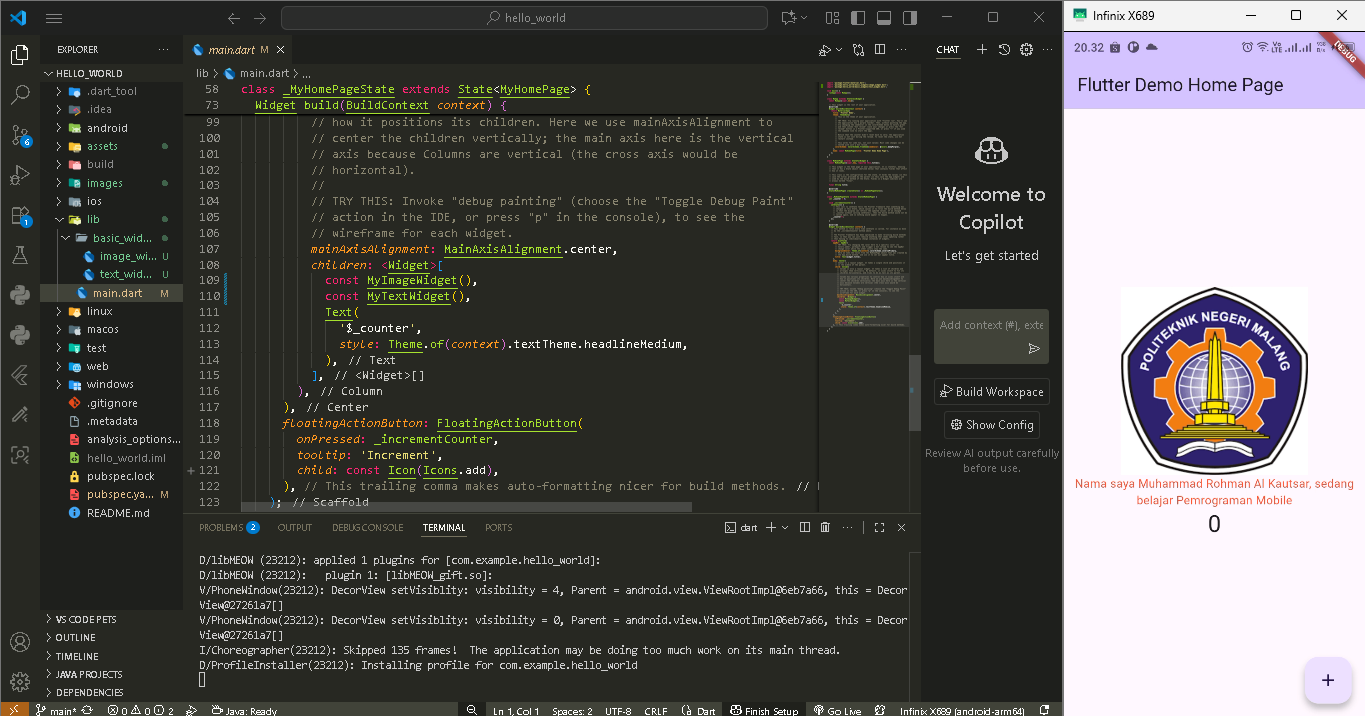 hello_world
EXPLORER
HELLO_WORLD
.dart_tool
.idea
android
assets
build
images
ios
lib
basic_wid...
image_wi... U
text_wid... U
main.dart M
linux
macos
test
web
windows
.gitignore
.metadata
analysis_options...
hello_world.iml
pubspec.lock
pubspec.ya... M
README.md
VS CODE PETS
OUTLINE
TIMELINE
JAVA PROJECTS
DEPENDENCIES
6
1
main.dart M
lib > main.dart > ...
58 class _MyHomePageState extends State<MyHomePage> {
73 Widget build(BuildContext context) {
99 // how it positions its children. Here we use mainAxisAlignment to
100 // center the children vertically; the main axis here is the vertical
101 // axis because Columns are vertical (the cross axis would be
102 // horizontal).
103 //
104 // TRY THIS: Invoke "debug painting" (choose the "Toggle Debug Paint"
105 // action in the IDE, or press "p" in the console), to see the
106 // wireframe for each widget.
107 mainAxisAlignment: MainAxisAlignment.center,
108 children: <Widget>[
109 const MyImageWidget(),
110 const MyTextWidget(),
111 Text(
112 '$_counter',
113 style: Theme.of(context).textTheme.headlineMedium,
114 ), // Text
115 ], // <Widget>[]
116 ), // Column
117 ), // Center
118 floatingActionButton: FloatingActionButton(
119 onPressed: _incrementCounter,
120 tooltip: 'Increment',
121 child: const Icon(Icons.add),
122 ), // This trailing comma makes auto-formatting nicer for build methods. //
123 ); // Scaffold
PROBLEMS 2 OUTPUT DEBUG CONSOLE TERMINAL PORTS
dart
D/libMEOW (23212): applied 1 plugins for [com.example.hello_world]:
D/libMEOW (23212): plugin 1: [libMEOW_gift.so]:
V/PhoneWindow(23212): DecorView setVisiblity: visibility = 4, Parent = android.view.ViewRootImpl@6eb7a66, this = Decor
View@27261a7[]
V/PhoneWindow(23212): DecorView setVisiblity: visibility = 0, Parent = android.view.ViewRootImpl@6eb7a66, this = Decor
View@27261a7[]
I/Choreographer(23212): Skipped 135 frames! The application may be doing too much work on its main thread.
D/ProfileInstaller(23212): Installing profile for com.example.hello_world
main* 0 0 2 Java: Ready Ln 1, Col 1 Spaces: 2 UTF-8 CRLF Dart Finish Setup Go Live Infinix X689 (android-arm64)
CHAT
Welcome to
Copilot
Let's get started
Add context (#), exte
Build Workspace
Show Config
Review AI output carefully
before use.
Infinix X689
20.32
DEBUG
Flutter Demo Home Page
POLITEKNIK NEGERI MALANG
Nama saya Muhammad Rohman Al Kautsar, sedang
belajar Pemrograman Mobile
0